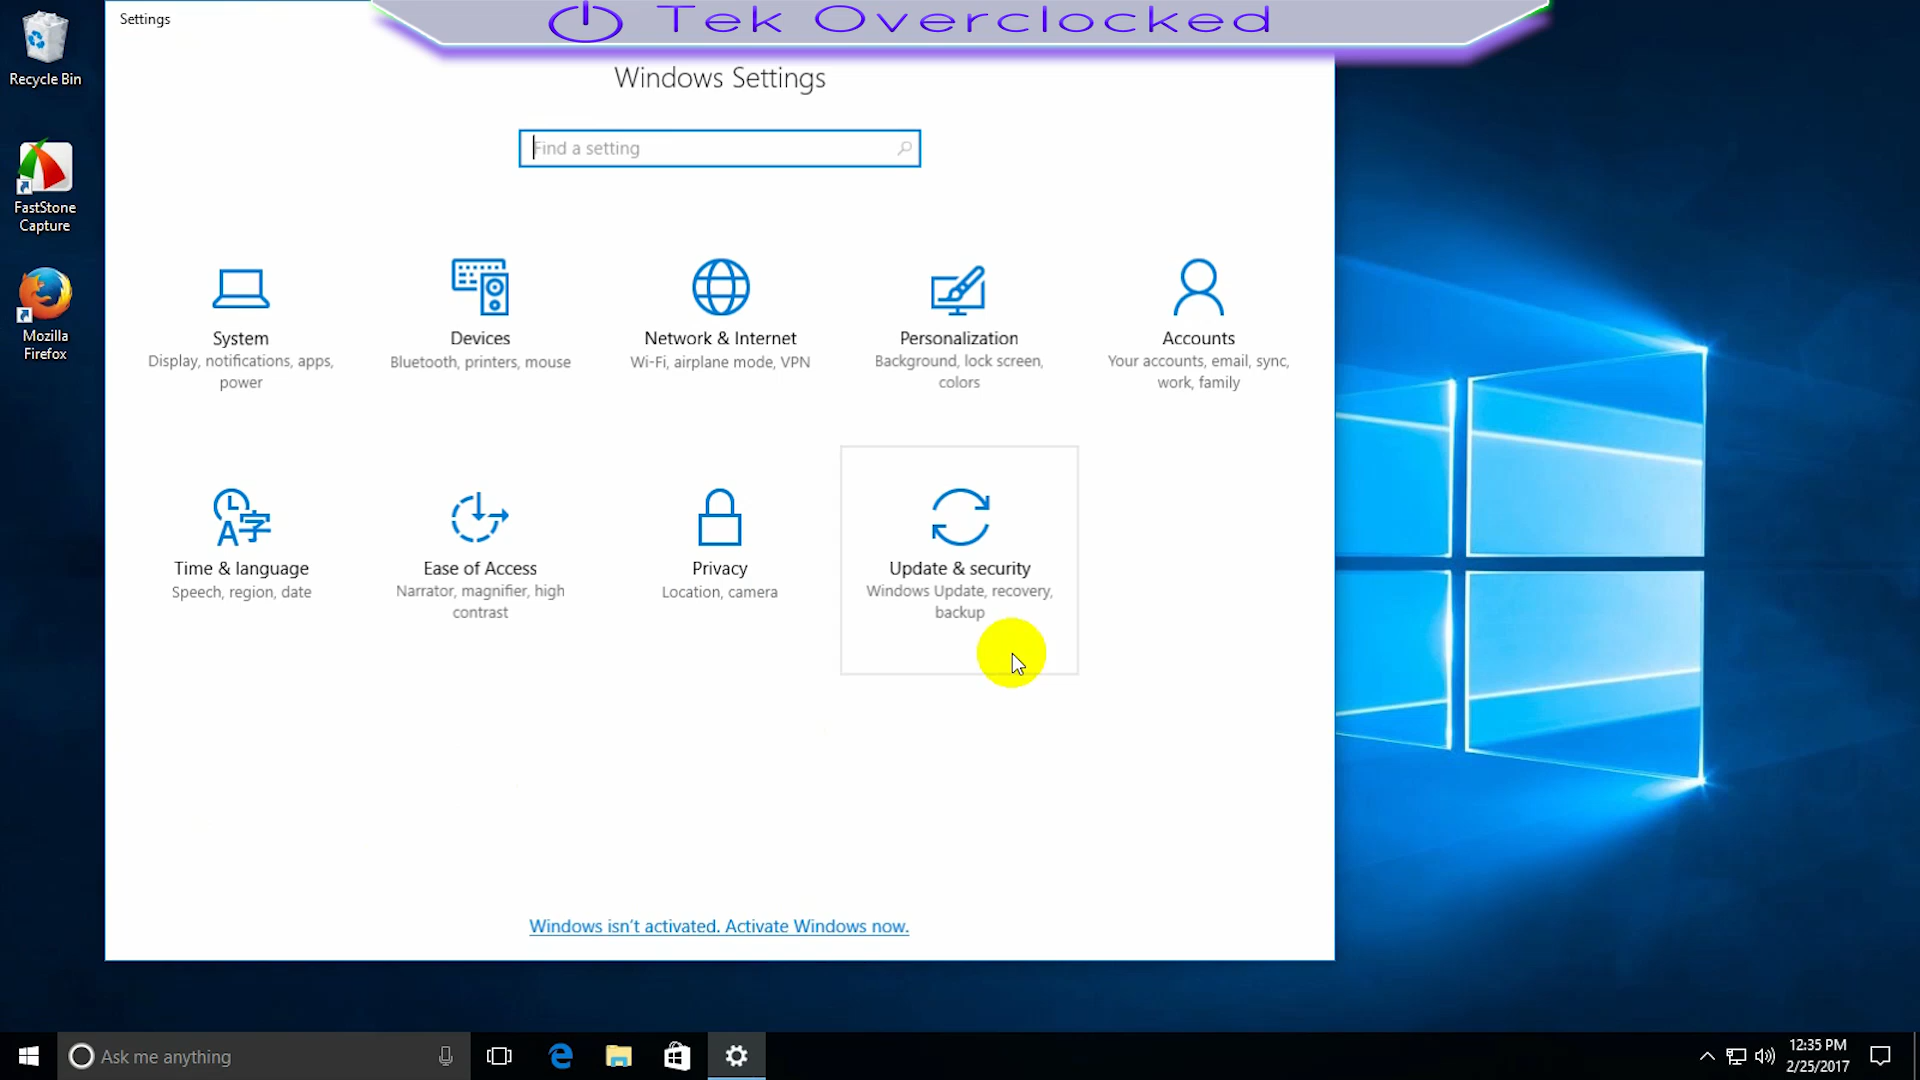 Settings
Tek Overclocked
Recycle Bin
FastStone
Capture
Mozilla
Firefox
Windows Settings
Find a setting
System
Display, notifications, apps,
power
Devices
Bluetooth, printers, mouse
Network & Internet
Wi-Fi, airplane mode, VPN
Personalization
Background, lock screen,
colors
Accounts
Your accounts, email, sync,
work, family
A字
Time & language
Speech, region, date
Ease of Access
Narrator, magnifier, high
contrast
Privacy
Location, camera
Update & security
Windows Update, recovery,
backup
Windows isn't activated. Activate Windows now.
Ask me anything
12:35 PM
2/25/2017